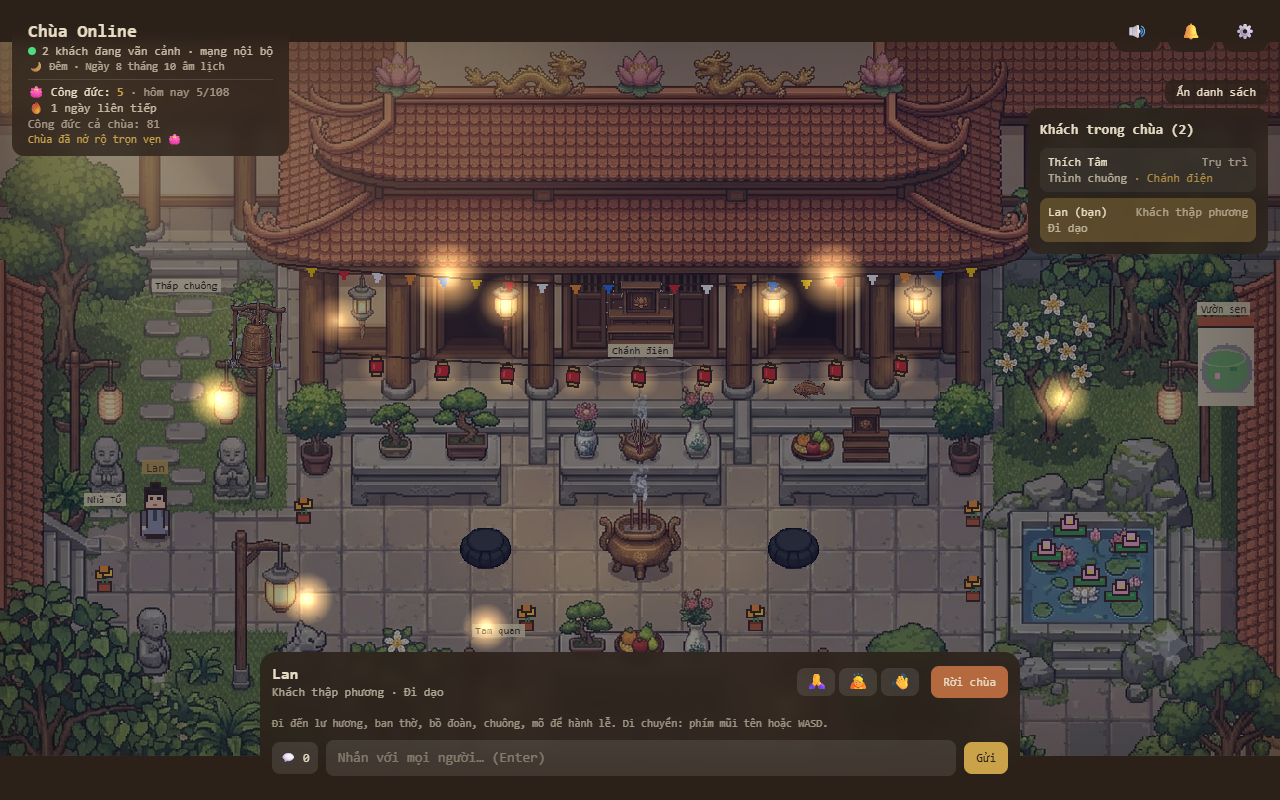 Chùa Online
2 khách đang vãn cảnh · mạng nội bộ
Đêm · Ngày 8 tháng 10 âm lịch
Công đức: 5 · hôm nay 5/108
1 ngày liên tiếp
Công đức cả chùa: 81
Chùa đã nở rộ trọn vẹn
Ẩn danh sách
Khách trong chùa (2)
Thích Tâm Trụ trì
Thỉnh chuông · Chánh điện
Lan (bạn) Khách thập phương
Đi dạo
Tháp chuông
Vườn sen
Chánh điện
Lan
Nhà Tổ
Tam quan
Lan
Khách thập phương · Đi dạo
Rời chùa
Đi đến lư hương, ban thờ, bồ đoàn, chuông, mõ để hành lễ. Di chuyển: phím mũi tên hoặc WASD.
0
Nhắn với mọi người… (Enter)
Gửi